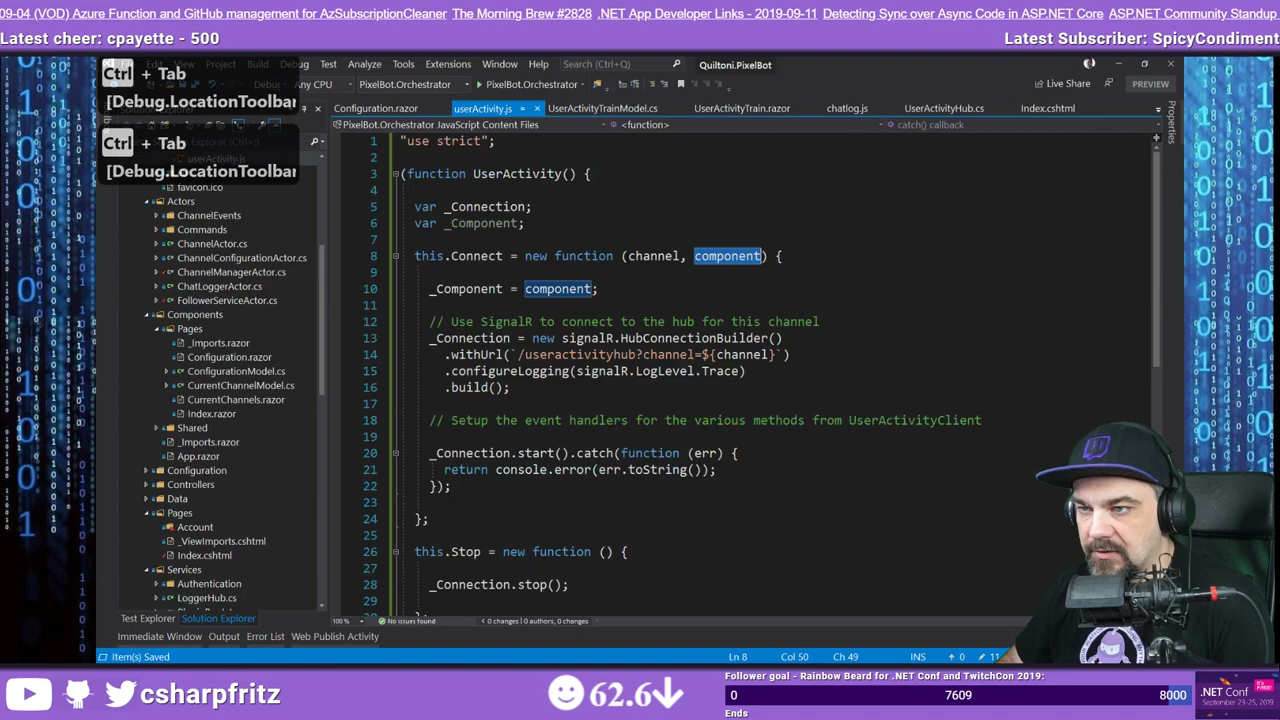 09-04 (VOD) Azure Function and GitHub management for AzSubscriptionCleaner The Morning Brew #2828 .NET App Developer Links - 2019-09-11 Detecting Sync over Async Code in ASP.NET Core ASP.NET Community Standup
Latest cheer: cpayette - 500
Latest Subscriber: SpicyCondiment
Ctrl + Tab
[Debug.LocationToolbar
Ctrl + Tab
[Debug.LocationToolbar
Test Analyze Tools Extensions Window Help Search (Ctrl+Q) Quiltoni.PixelBot
Any CPU PixelBot.Orchestrator PixelBot.Orchestrator Live Share PREVIEW
Configuration.razor userActivity.js UserActivityTrainModel.cs UserActivityTrain.razor chatlog.js UserActivityHub.cs Index.cshtml
PixelBot.Orchestrator JavaScript Content Files <function> catch() callback
Properties
userActivity.js
favicon.ico
Actors
ChannelEvents
Commands
ChannelActor.cs
ChannelConfigurationActor.cs
ChannelManagerActor.cs
ChatLoggerActor.cs
FollowerServiceActor.cs
Components
Pages
_Imports.razor
Configuration.razor
ConfigurationModel.cs
CurrentChannelModel.cs
CurrentChannels.razor
Index.razor
Shared
_Imports.razor
App.razor
Configuration
Controllers
Data
Pages
Account
_ViewImports.cshtml
Index.cshtml
Services
Authentication
LoggerHub.cs
Test Explorer Solution Explorer
1 "use strict";
2
3 (function UserActivity() {
4
5 var _Connection;
6 var _Component;
7
8 this.Connect = new function (channel, component) {
9
10 _Component = component;
11
12 // Use SignalR to connect to the hub for this channel
13 _Connection = new signalR.HubConnectionBuilder()
14 .withUrl(`/useractivityhub?channel=${channel}`)
15 .configureLogging(signalR.LogLevel.Trace)
16 .build();
17
18 // Setup the event handlers for the various methods from UserActivityClient
19
20 _Connection.start().catch(function (err) {
21 return console.error(err.toString());
22 });
23
24 };
25
26 this.Stop = new function () {
27
28 _Connection.stop();
29
100 % No issues found 0 changes | 0 authors, 0 changes
Immediate Window Output Error List Web Publish Activity
Item(s) Saved Ln 8 Col 50 Ch 49 INS 0 11
csharpfritz
62.6
Follower goal - Rainbow Beard for .NET Conf and TwitchCon 2019:
0 7609 8000
Ends
.NET Conf
September 23-25, 2019